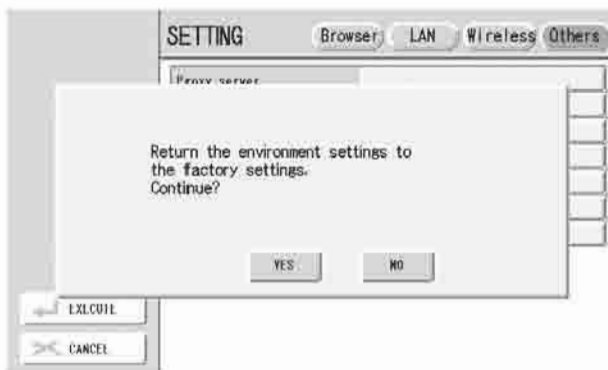 SETTING
Browser LAN Wireless Others
Proxy server
Return the environment settings to
the factory settings.
Continue?
YES NO
EXECUTE
CANCEL